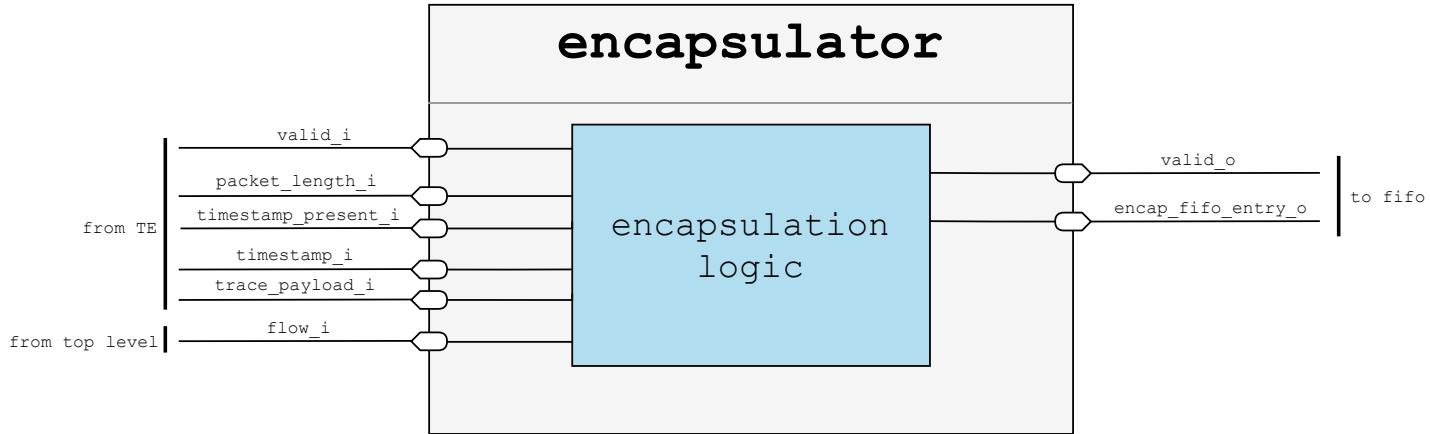 encapsulator
valid_i
packet_length_i
timestamp_present_i
from TE
timestamp_i
trace_payload_i
flow_i
from top level
encapsulation
logic
valid_o
encap_fifo_entry_o
to fifo